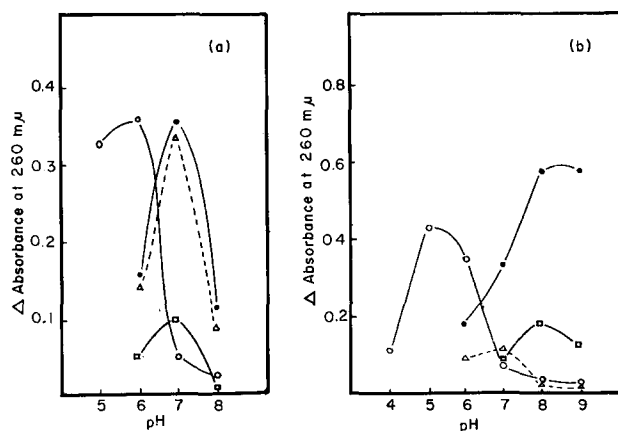 (a)
Δ Absorbance at 260 mμ
0.4
0.3
0.2
0.1
5 6 7 8
pH
(b)
Δ Absorbance at 260 mμ
0.8
0.6
0.4
0.2
4 5 6 7 8 9
pH